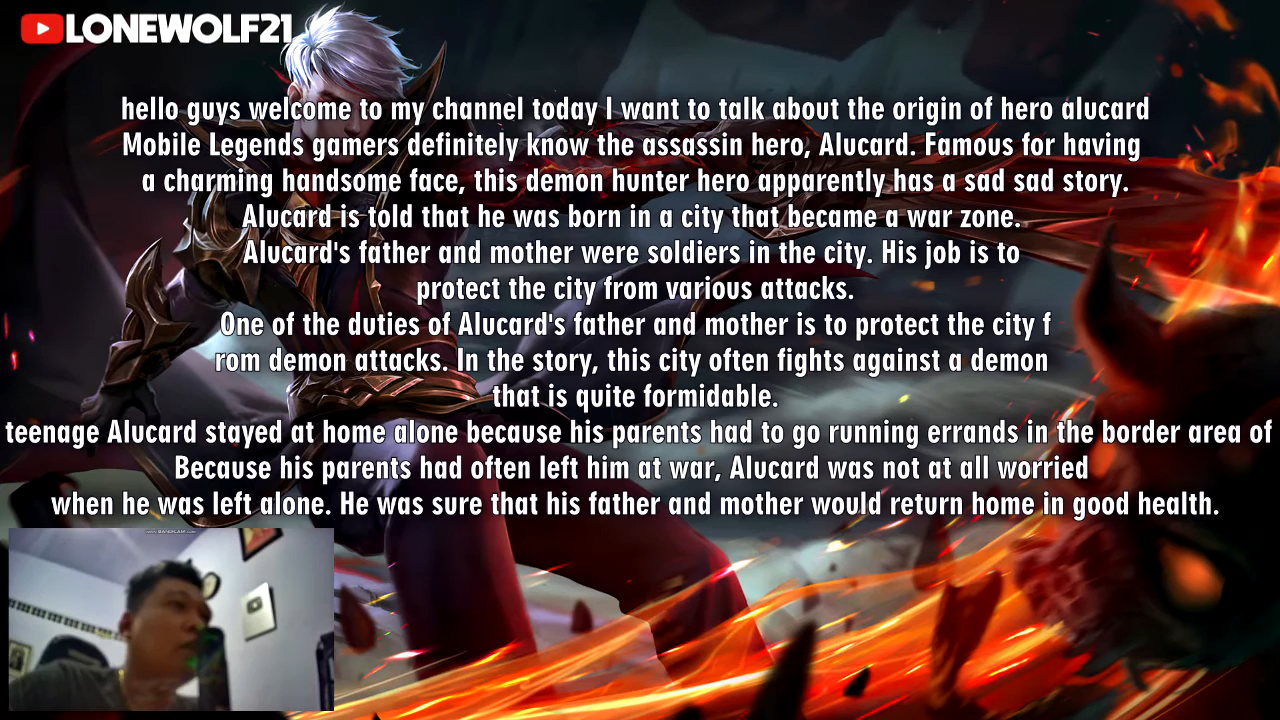 LONEWOLF21
hello guys welcome to my channel today I want to talk about the origin of hero alucard
Mobile Legends gamers definitely know the assassin hero, Alucard. Famous for having
a charming handsome face, this demon hunter hero apparently has a sad sad story.
Alucard is told that he was born in a city that became a war zone.
Alucard's father and mother were soldiers in the city. His job is to
protect the city from various attacks.
One of the duties of Alucard's father and mother is to protect the city f
rom demon attacks. In the story, this city often fights against a demon
that is quite formidable.
teenage Alucard stayed at home alone because his parents had to go running errands in the border area of
Because his parents had often left him at war, Alucard was not at all worried
when he was left alone. He was sure that his father and mother would return home in good health.